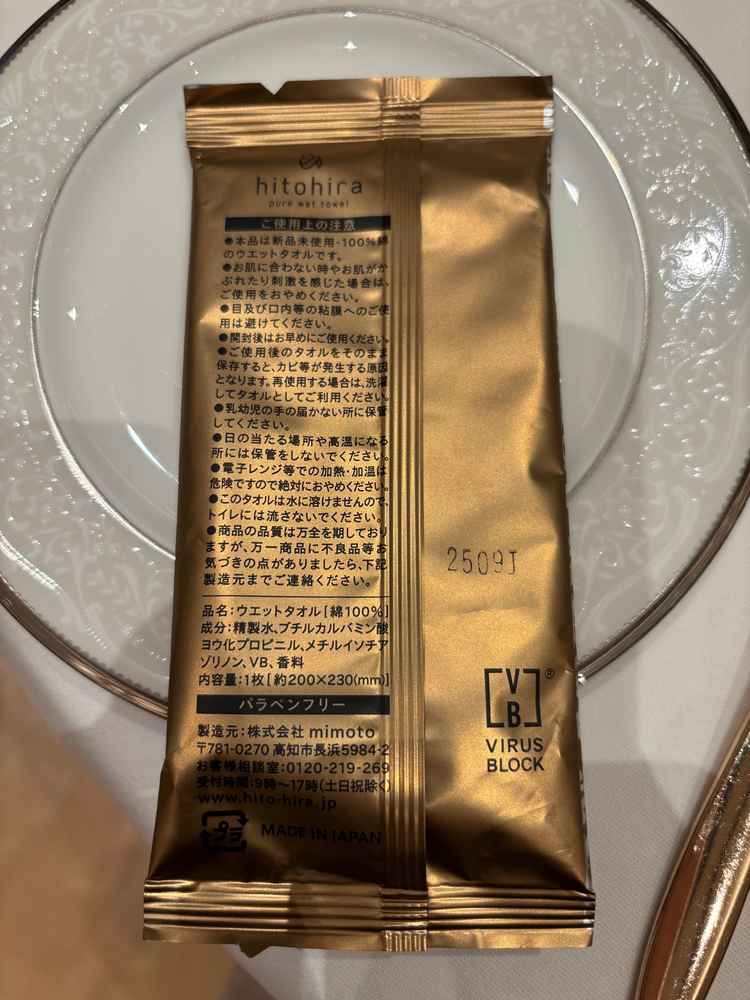 hitohira
pure wet towel
ご使用上の注意
●本品は新品未使用・100%綿
のウエットタオルです。
●お肌に合わない時やお肌がか
ぶれたり刺激を感じた場合は、
ご使用をおやめください。
●目及び口内等の粘膜へのご使
用は避けてください。
●開封後はお早めにご使用ください。
●ご使用後のタオルをそのまま
保存すると、カビ等が発生する原因
となります。再使用する場合は、洗濯
してタオルとしてご利用ください。
●乳幼児の手の届かない所に保管
してください。
●日の当たる場所や高温になる
所には保管をしないでください。
●電子レンジ等での加熱・加温は
危険ですので絶対におやめください。
●このタオルは水に溶けませんので、
トイレには流さないでください。
●商品の品質は万全を期しており
ますが、万一商品に不良品等お
気づきの点がありましたら、下記
製造元までご連絡ください。
品名：ウエットタオル[綿100%]
成分：精製水、ブチルカルバミン酸
ヨウ化プロピニル、メチルイソチア
ゾリノン、VB、香料
内容量：1枚[約200×230(mm)]
パラベンフリー
製造元：株式会社 mimoto
〒781-0270 高知市長浜5984-2
お客様相談室：0120-219-269
受付時間：9時～17時(土日祝除く)
www.hito-hira.jp
プラ
MADE IN JAPAN
2509J
VB®
VIRUS
BLOCK